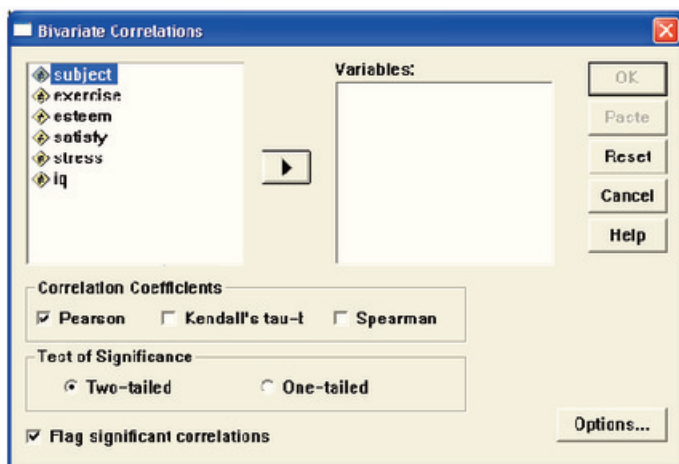 Bivariate Correlations
subject
exercise
esteem
satisfy
stress
iq
Variables:
OK
Paste
Reset
Cancel
Help
Correlation Coefficients
Pearson Kendall's tau-b Spearman
Test of Significance
Two-tailed One-tailed
Flag significant correlations
Options...